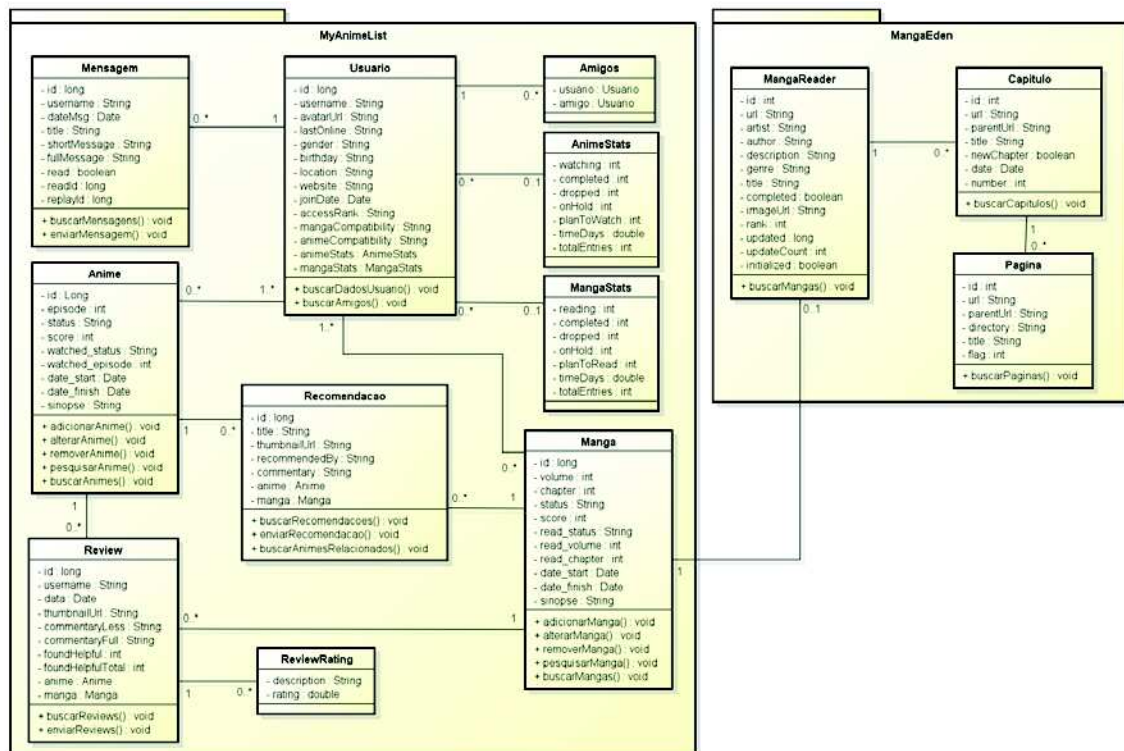 MyAnimeList
Mensagem
- id : long
- username : String
- dateMsg : Date
- title : String
- shortMessage : String
- fullMessage : String
- read : boolean
- readId : long
- replayId : long
+ buscarMensagens() : void
+ enviarMensagem() : void
0..*
1
Usuario
- id : long
- username : String
- avatarUrl : String
- lastOnline : String
- gender : String
- birthday : String
- location : String
- website : String
- joinDate : Date
- accessRank : String
- mangaCompatibility : String
- animeCompatibility : String
- animeStats : AnimeStats
- mangaStats : MangaStats
+ buscarDadosUsuario() : void
+ buscarAmigos() : void
1
0..*
Amigos
- usuario : Usuario
- amigo : Usuario
0..*
0..1
AnimeStats
- watching : int
- completed : int
- dropped : int
- onHold : int
- planToWatch : int
- timeDays : double
- totalEntries : int
0..*
0..1
MangaStats
- reading : int
- completed : int
- dropped : int
- onHold : int
- planToRead : int
- timeDays : double
- totalEntries : int
Anime
- id : Long
- episode : int
- status : String
- score : int
- watched_status : String
- watched_episode : int
- date_start : Date
- date_finish : Date
- sinopse : String
+ adicionarAnime() : void
+ alterarAnime() : void
+ removerAnime() : void
+ pesquisarAnime() : void
+ buscarAnimes() : void
0..*
1..*
1..*
0..*
1
0..*
Recomendacao
- id : long
- title : String
- thumbnailUrl : String
- recommendedBy : String
- commentary : String
- anime : Anime
- manga : Manga
+ buscarRecomendacoes() : void
+ enviarRecomendacao() : void
+ buscarAnimesRelacionados() : void
0..*
1
Manga
- id : long
- volume : int
- chapter : int
- status : String
- score : int
- read_status : String
- read_volume : int
- read_chapter : int
- date_start : Date
- date_finish : Date
- sinopse : String
+ adicionarManga() : void
+ alterarManga() : void
+ removerManga() : void
+ pesquisarManga() : void
+ buscarMangas() : void
1
0..*
Review
- id : long
- username : String
- data : Date
- thumbnailUrl : String
- commentaryLess : String
- commentaryFull : String
- foundHelpful : int
- foundHelpfulTotal : int
- anime : Anime
- manga : Manga
+ buscarReviews() : void
+ enviarReviews() : void
0..*
1
1
0..*
ReviewRating
- description : String
- rating : double
MangaEden
MangaReader
- id : int
- url : String
- artist : String
- author : String
- description : String
- genre : String
- title : String
- completed : boolean
- imageUrl : String
- rank : int
- updated : long
- updateCount : int
- initialized : boolean
+ buscarMangas() : void
0..1
1
1
0..*
Capitulo
- id : int
- url : String
- parentUrl : String
- title : String
- newChapter : boolean
- date : Date
- number : int
+ buscarCapitulos() : void
1
0..*
Pagina
- id : int
- url : String
- parentUrl : String
- directory : String
- title : String
- flag : int
+ buscarPaginas() : void